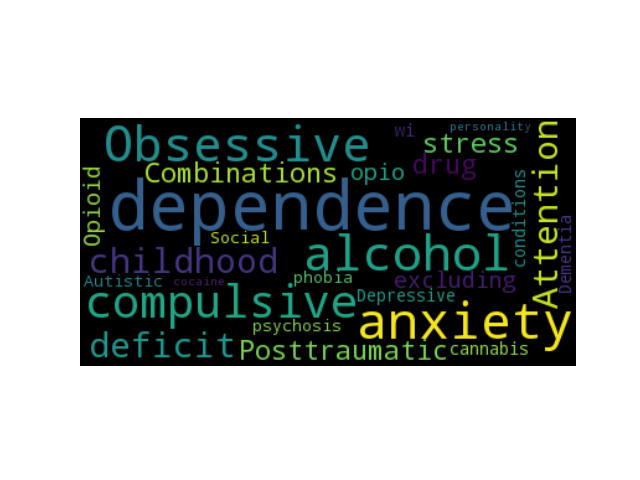 Obsessive
wi
personality
stress
Attention
Combinations
opio
drug
Opioid
dependence
conditions
Dementia
Social
childhood
alcohol
Autistic
cocaine
phobia
excluding
compulsive
Depressive
psychosis
anxiety
deficit
Posttraumatic
cannabis